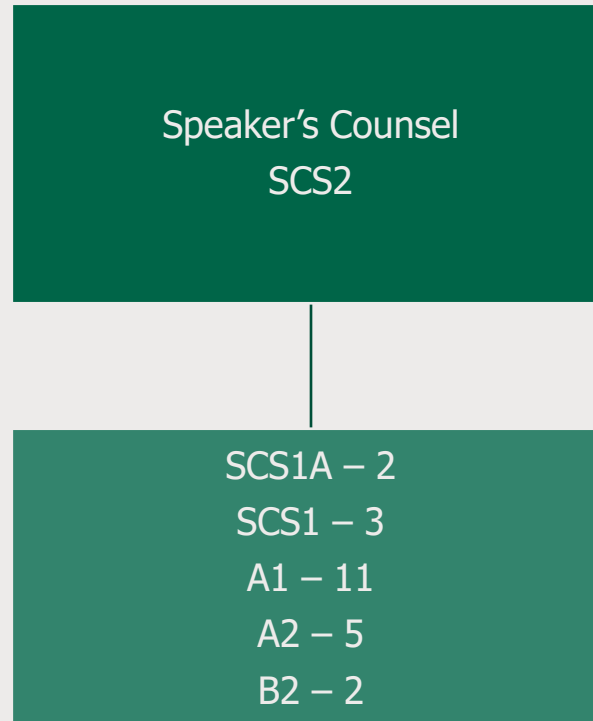 Speaker’s Counsel
SCS2
SCS1A – 2
SCS1 – 3
A1 – 11
A2 – 5
B2 – 2